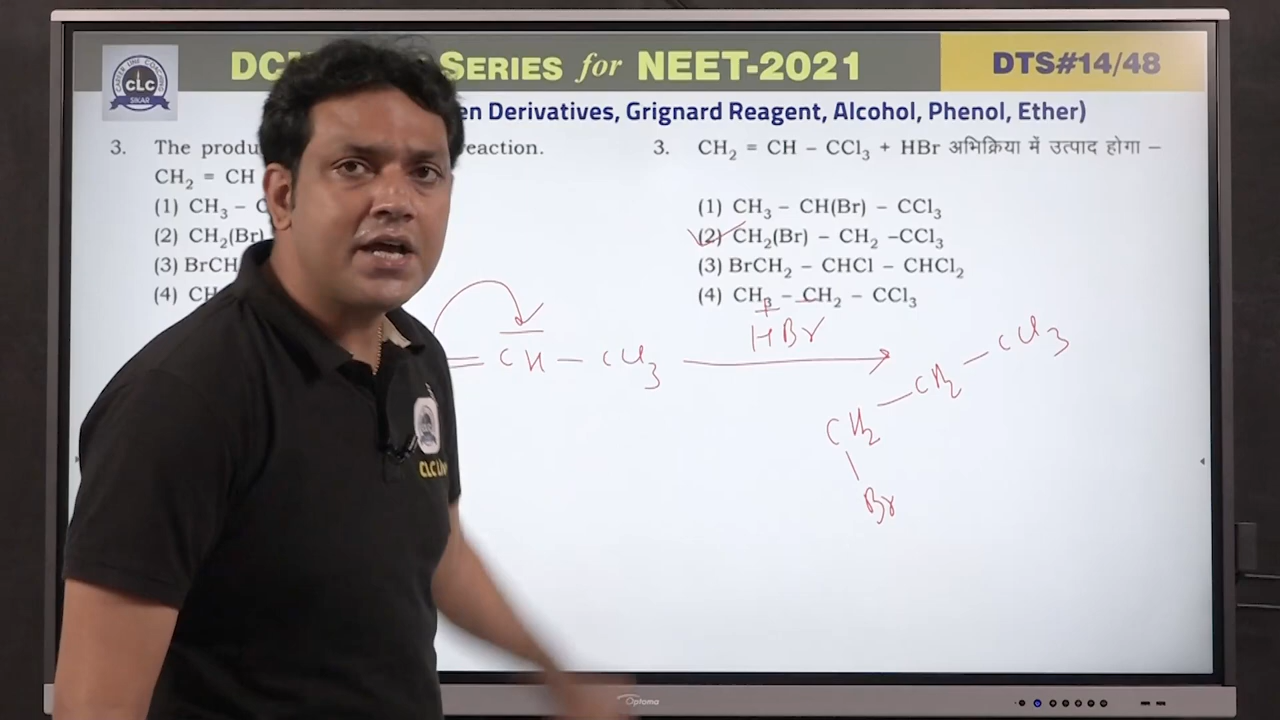 CLC
SIKAR
SERIES for NEET-2021
DTS#14/48
en Derivatives, Grignard Reagent, Alcohol, Phenol, Ether)
3. The produ eaction.
CH₂ = CH
(1) CH₃ – C
(2) CH₂(Br)
(3) BrCH
(4) CH
3. CH₂ = CH – CCl₃ + HBr अभिक्रिया में उत्पाद होगा –
(1) CH₃ – CH(Br) – CCl₃
(2) CH₂(Br) – CH₂ –CCl₃
(3) BrCH₂ – CHCl – CHCl₂
(4) CH₃ – CH₂ – CCl₃
= CH – CCl₃
+
HBr
CH₂ – CH₂ – CCl₃
Br
CLC Liv
Optoma